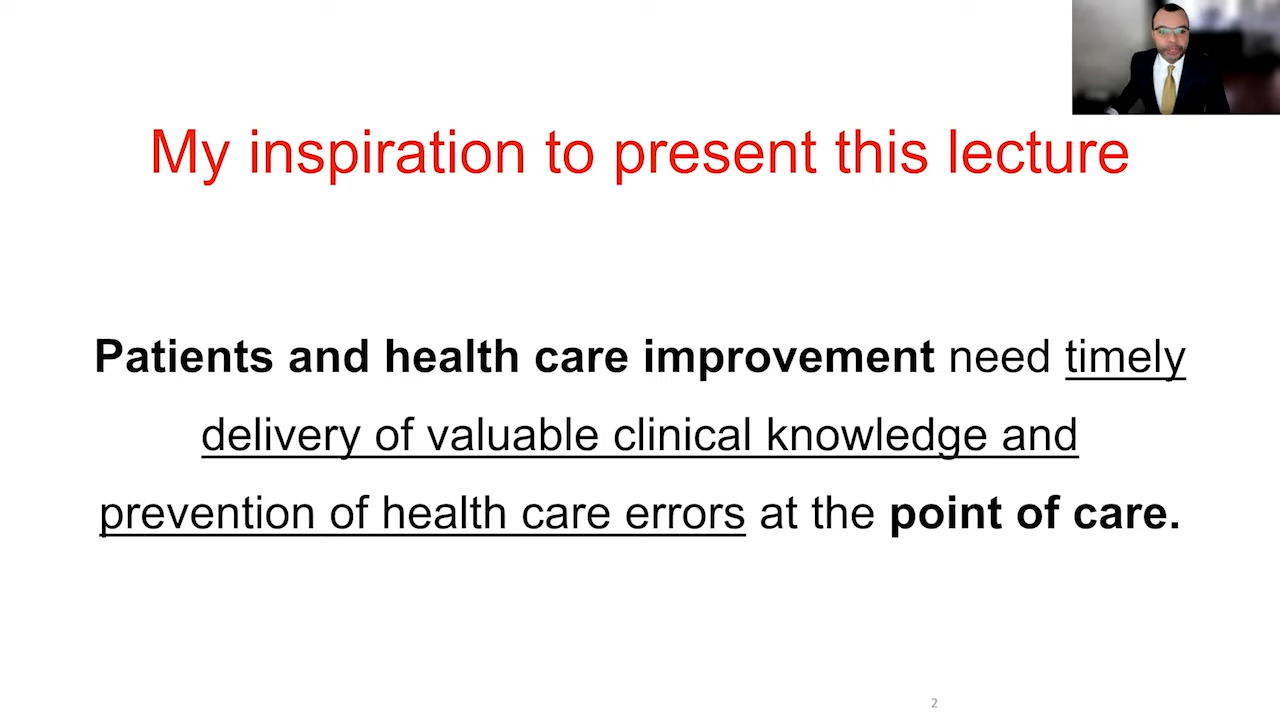 My inspiration to present this lecture
Patients and health care improvement need timely
delivery of valuable clinical knowledge and
prevention of health care errors at the point of care.
2